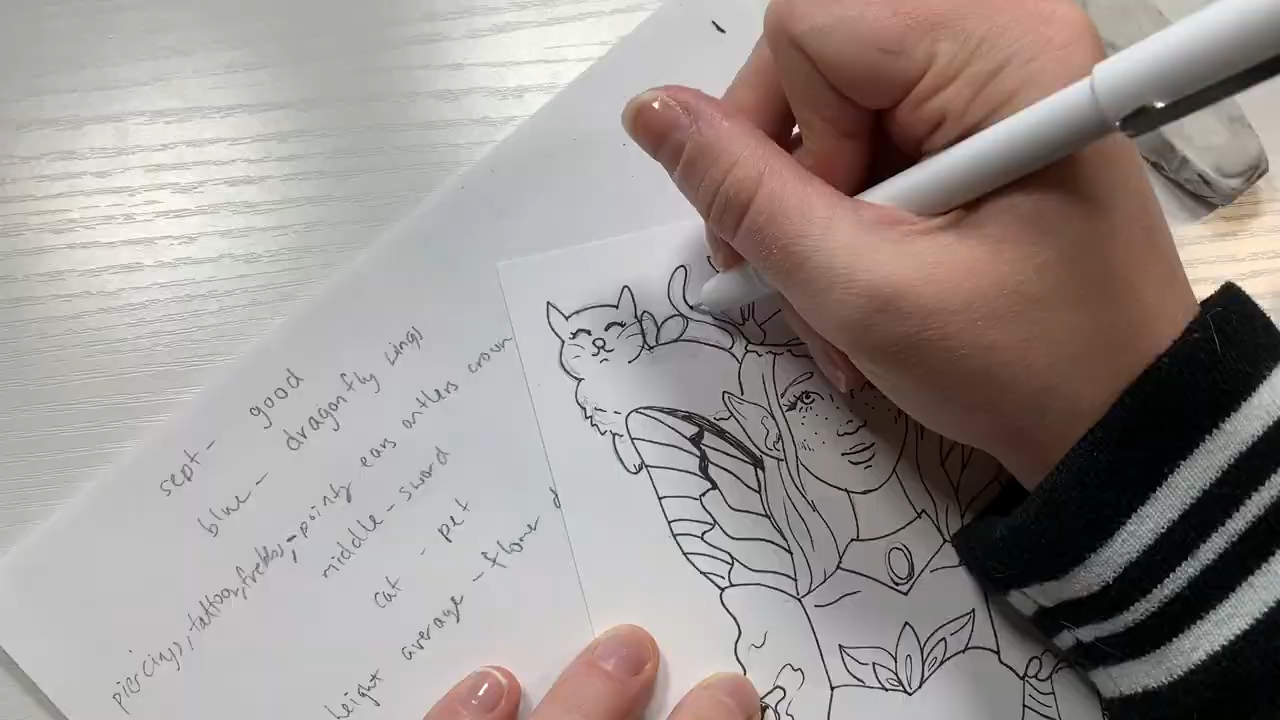 sept- good
blue- dragonfly wings
piercings, tattoos, freckles, - pointy ears antlers crown
middle - sword
cat - pet
height average - flower